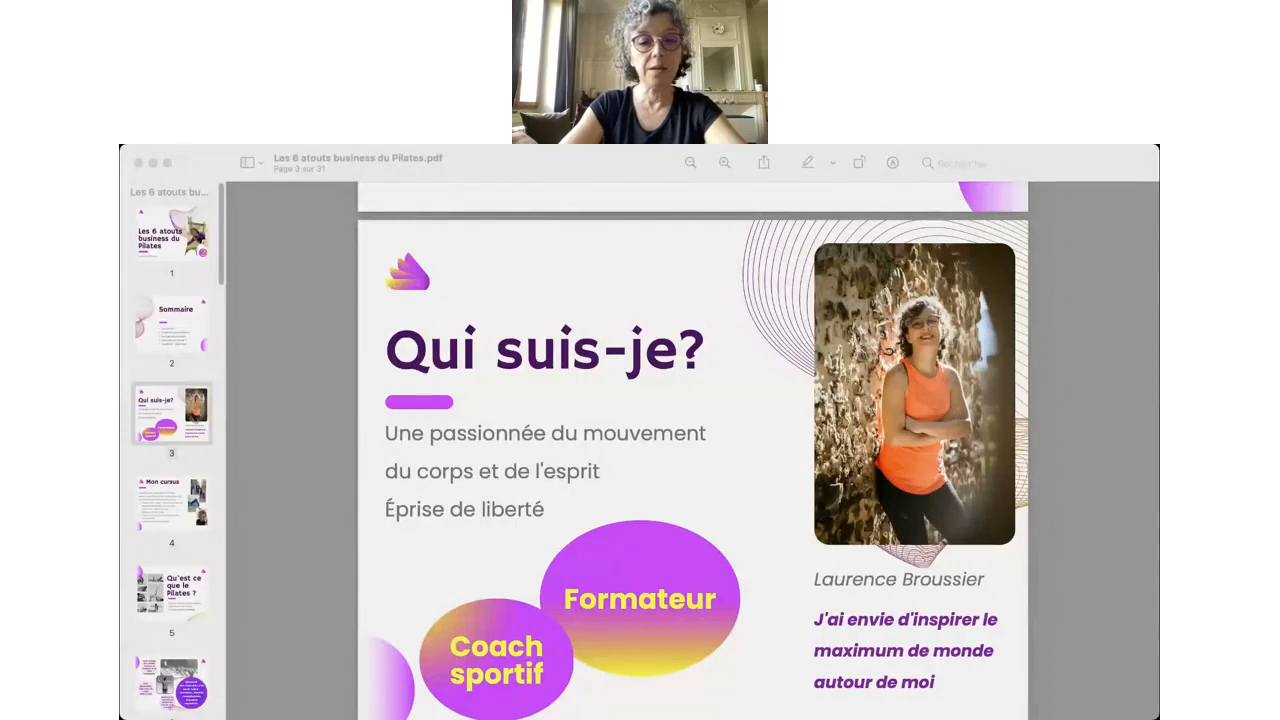 Les 6 atouts business du Pilates.pdf
Page 3 sur 31
Rechercher
Les 6 atouts bu...
Les 6 atouts
business du
Pilates
1
Sommaire
2
Qui suis-je?
Formateur
3
Mon cursus
4
Qu'est ce
que le
Pilates ?
5
Qui suis-je?
Une passionnée du mouvement
du corps et de l'esprit
Éprise de liberté
Formateur
Coach
sportif
Laurence Broussier
J'ai envie d'inspirer le
maximum de monde
autour de moi